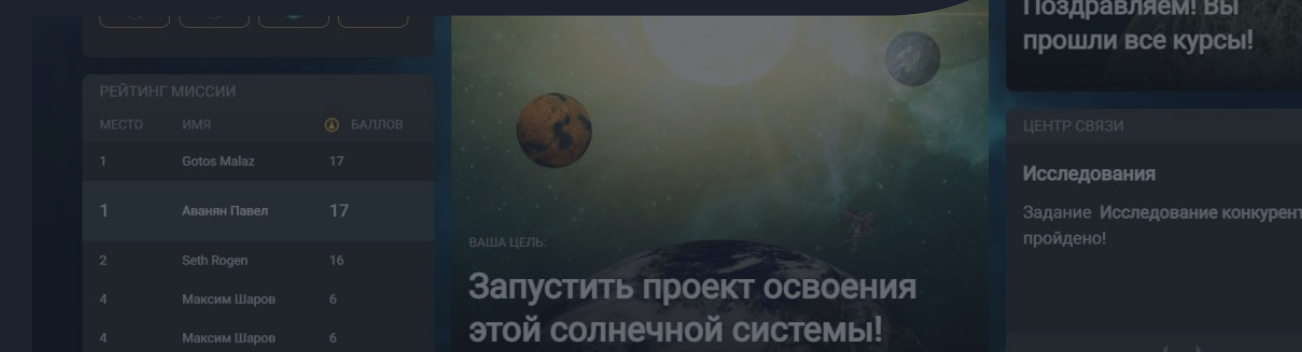 РЕЙТИНГ МИССИИ
МЕСТО ИМЯ БАЛЛОВ
1 Gotos Malaz 17
1 Аванян Павел 17
2 Seth Rogen 16
4 Максим Шаров 6
4 Максим Шаров 6
ВАША ЦЕЛЬ:
Запустить проект освоения
этой солнечной системы!
Поздравляем! Вы
прошли все курсы!
ЦЕНТР СВЯЗИ
Исследования
Задание Исследование конкурент
пройдено!